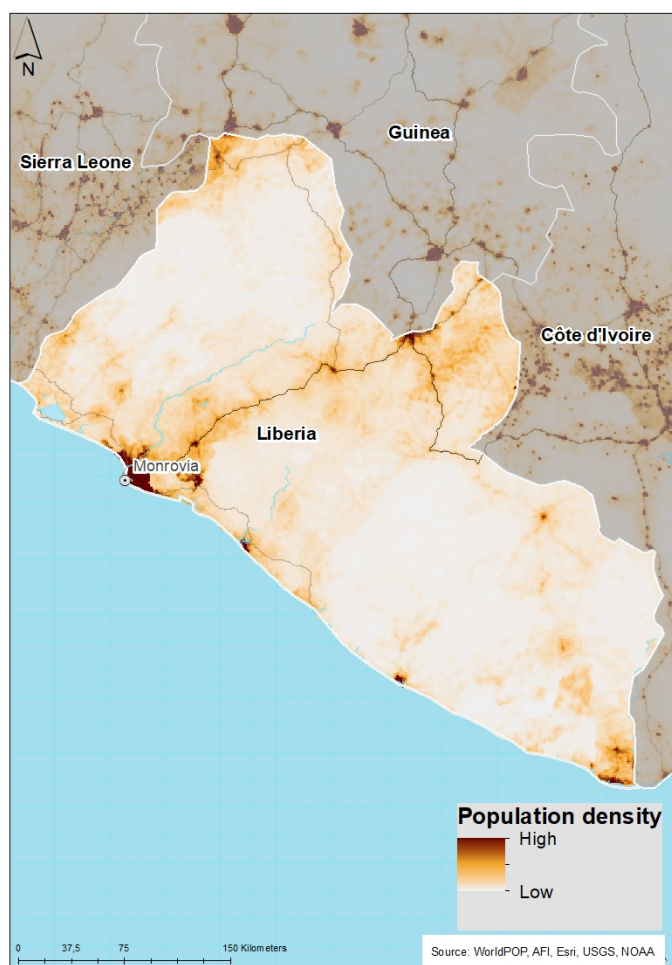 N
Guinea
Sierra Leone
Côte d'Ivoire
Liberia
Monrovia
Population density
High
Low
0 37,5 75 150 Kilometers
Source: WorldPOP, AFI, Esri, USGS, NOAA